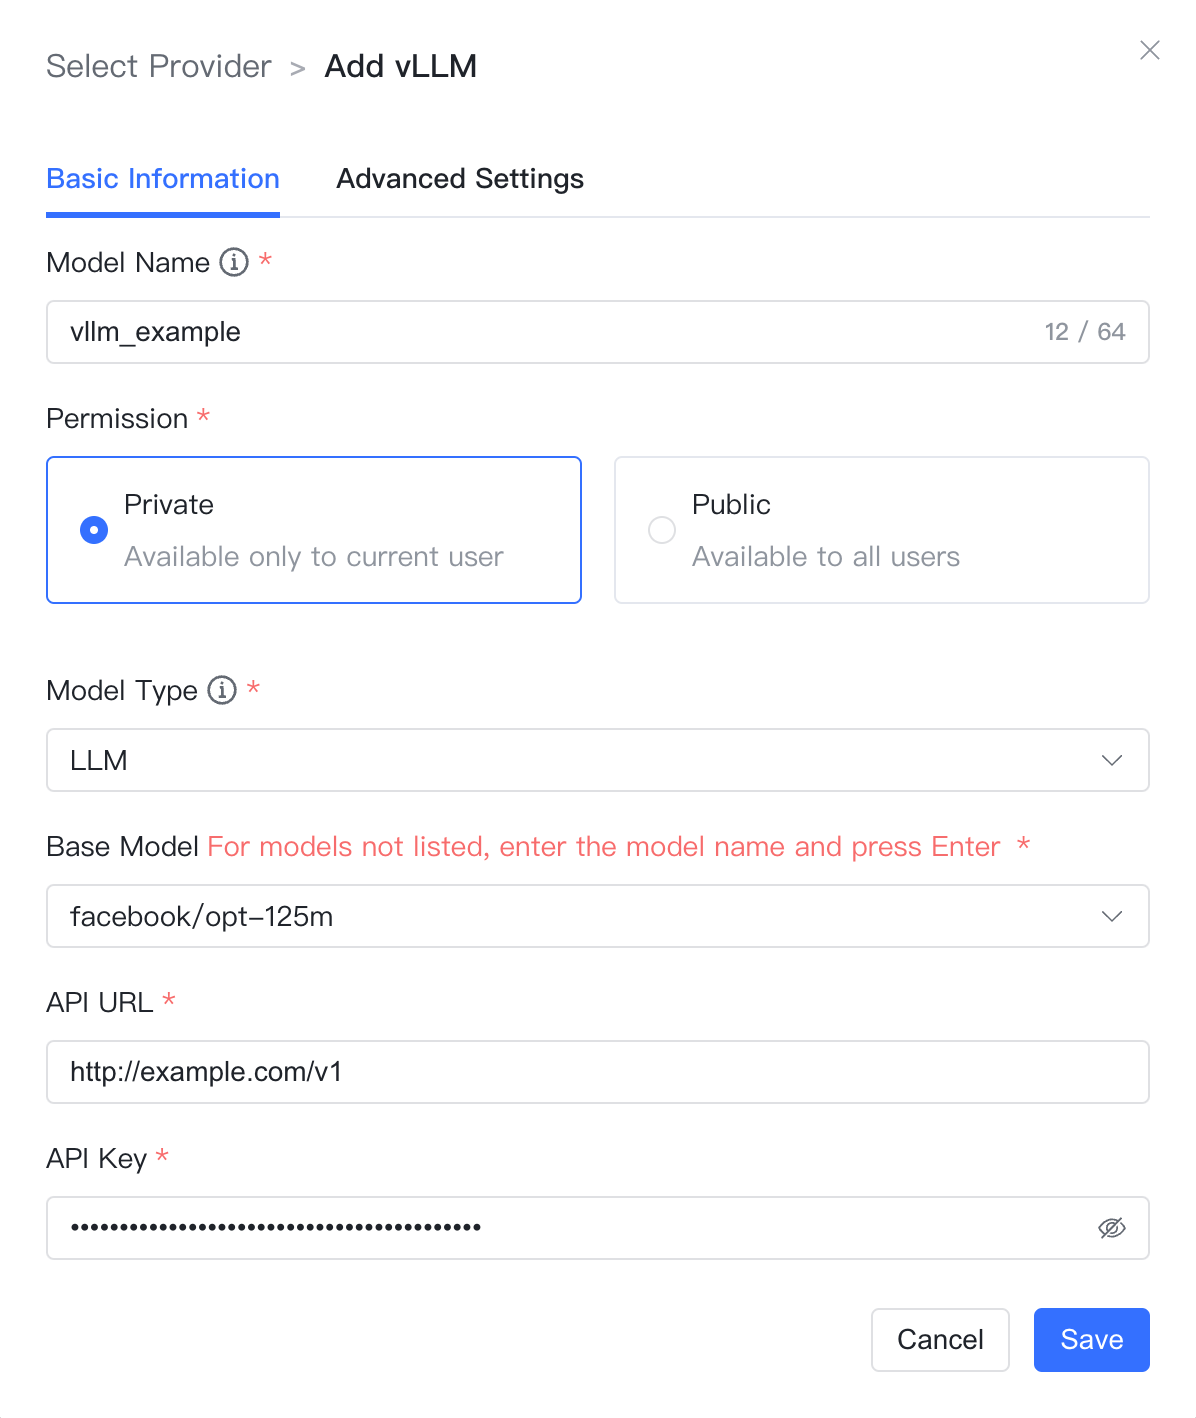 Select Provider > Add vLLM
Basic Information Advanced Settings
Model Name *
vllm_example 12 / 64
Permission *
Private
Available only to current user
Public
Available to all users
Model Type *
LLM
Base Model For models not listed, enter the model name and press Enter *
facebook/opt-125m
API URL *
http://example.com/v1
API Key *
••••••••••••••••••••••••••••••••••••••••••
Cancel Save